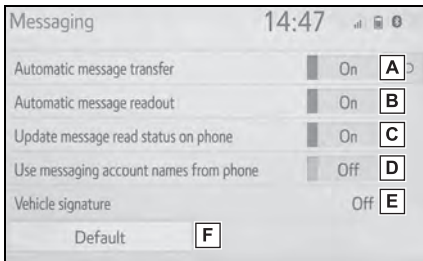 Messaging 14:47
Automatic message transfer On A
Automatic message readout On B
Update message read status on phone On C
Use messaging account names from phone Off D
Vehicle signature Off E
Default F